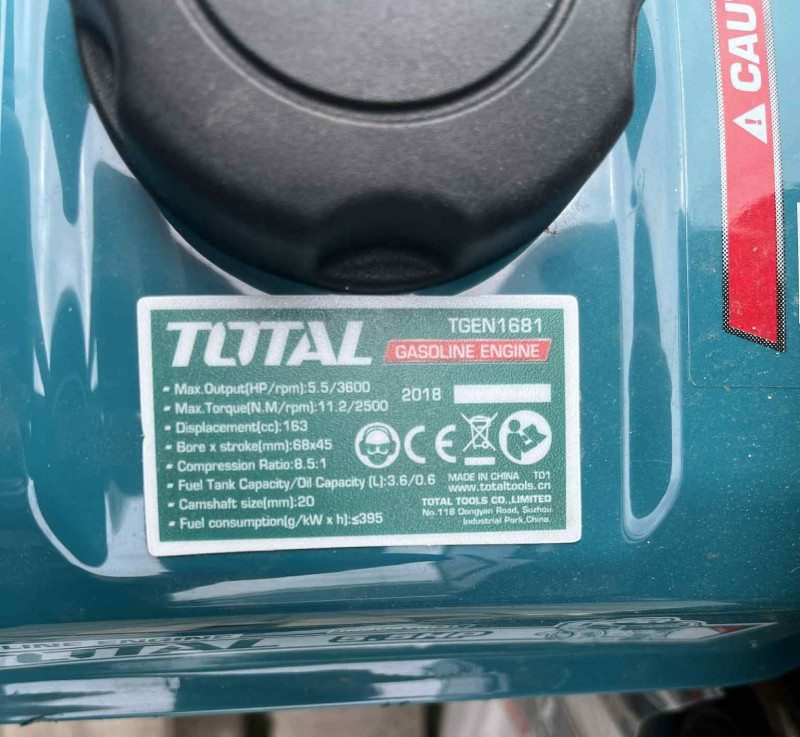 CAU
TOTAL
TGEN1681
GASOLINE ENGINE
- Max.Output(HP/rpm):5.5/3600
- Max.Torque(N.M/rpm):11.2/2500
- Displacement(cc):163
- Bore x stroke(mm):68x45
- Compression Ratio:8.5:1
- Fuel Tank Capacity/Oil Capacity (L):3.6/0.6
- Camshaft size(mm):20
- Fuel consumption(g/kW x h):≤395
2018
CE
MADE IN CHINA T01
www.totaltools.cn
TOTAL TOOLS CO.,LIMITED
No.118 Dongyan Road, Suzhou
Industrial Park,China.
TOTAL